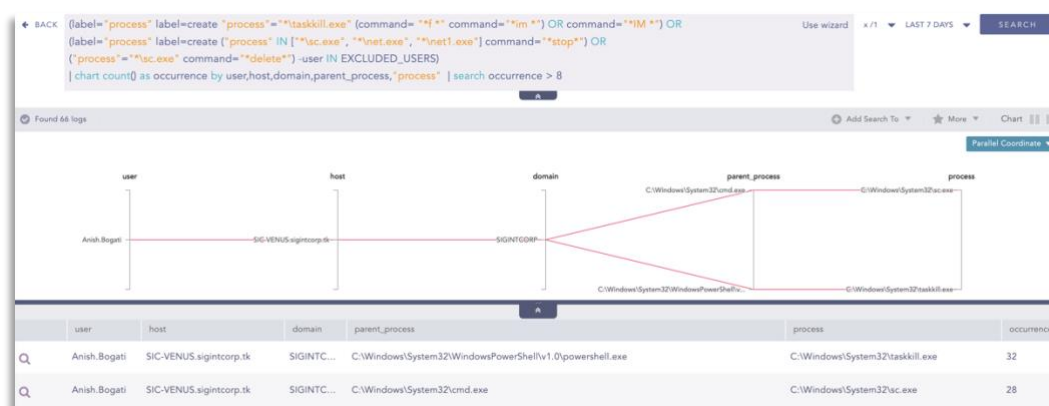 BACK
(label="process" label=create "process"="*\taskkill.exe" (command= "*f *" command="*im *") OR command="*IM *") OR
(label="process" label=create ("process" IN ["*\sc.exe", "*\net.exe", "*\net1.exe"] command="*stop*") OR
("process"="*\sc.exe" command="*delete*") -user IN EXCLUDED_USERS)
| chart count() as occurrence by user,host,domain,parent_process,"process" | search occurrence > 8
Use wizard x /1 LAST 7 DAYS SEARCH
Found 66 logs
Add Search To More Chart
Parallel Coordinate
user host domain parent_process process
C:\Windows\System32\cmd.exe C:\Windows\System32\sc.exe
Anish.Bogati SIC-VENUS.sigintcorp.tk SIGINTCORP
C:\Windows\System32\WindowsPowerShell\v... C:\Windows\System32\taskkill.exe
user host domain parent_process process occurrence
Anish.Bogati SIC-VENUS.sigintcorp.tk SIGINTC... C:\Windows\System32\WindowsPowerShell\v1.0\powershell.exe C:\Windows\System32\taskkill.exe 32
Anish.Bogati SIC-VENUS.sigintcorp.tk SIGINTC... C:\Windows\System32\cmd.exe C:\Windows\System32\sc.exe 28